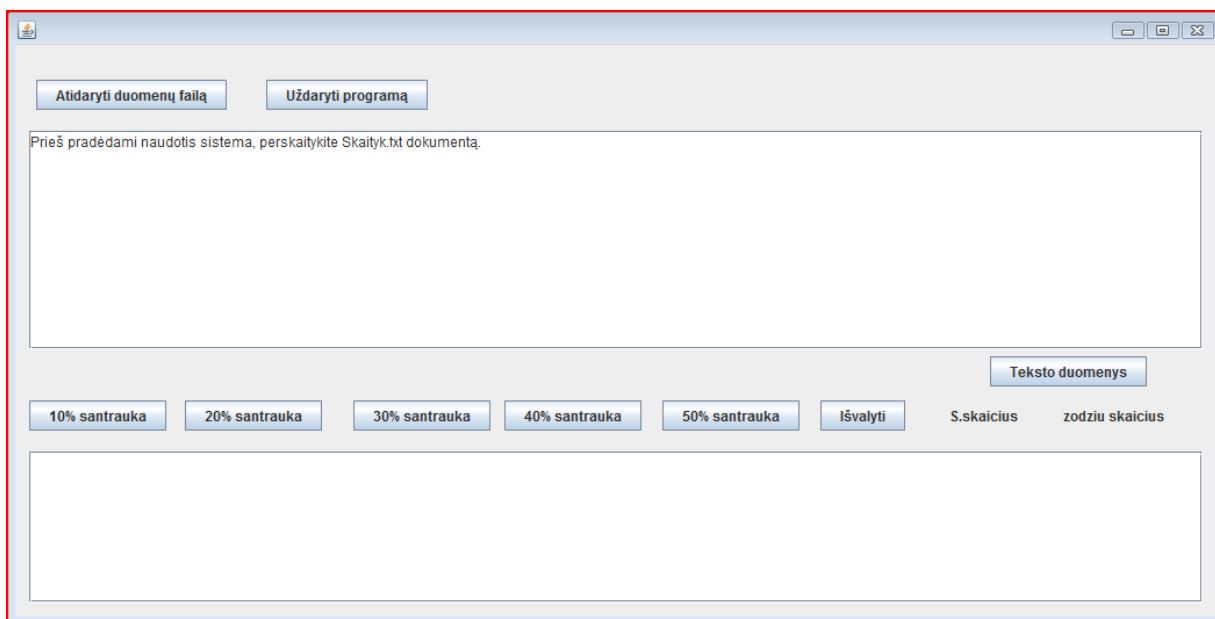 Atidaryti duomenų failą Uždaryti programą
Prieš pradėdami naudotis sistema, perskaitykite Skaityk.txt dokumentą.
Teksto duomenys
10% santrauka 20% santrauka 30% santrauka 40% santrauka 50% santrauka Išvalyti S.skaicius zodziu skaicius